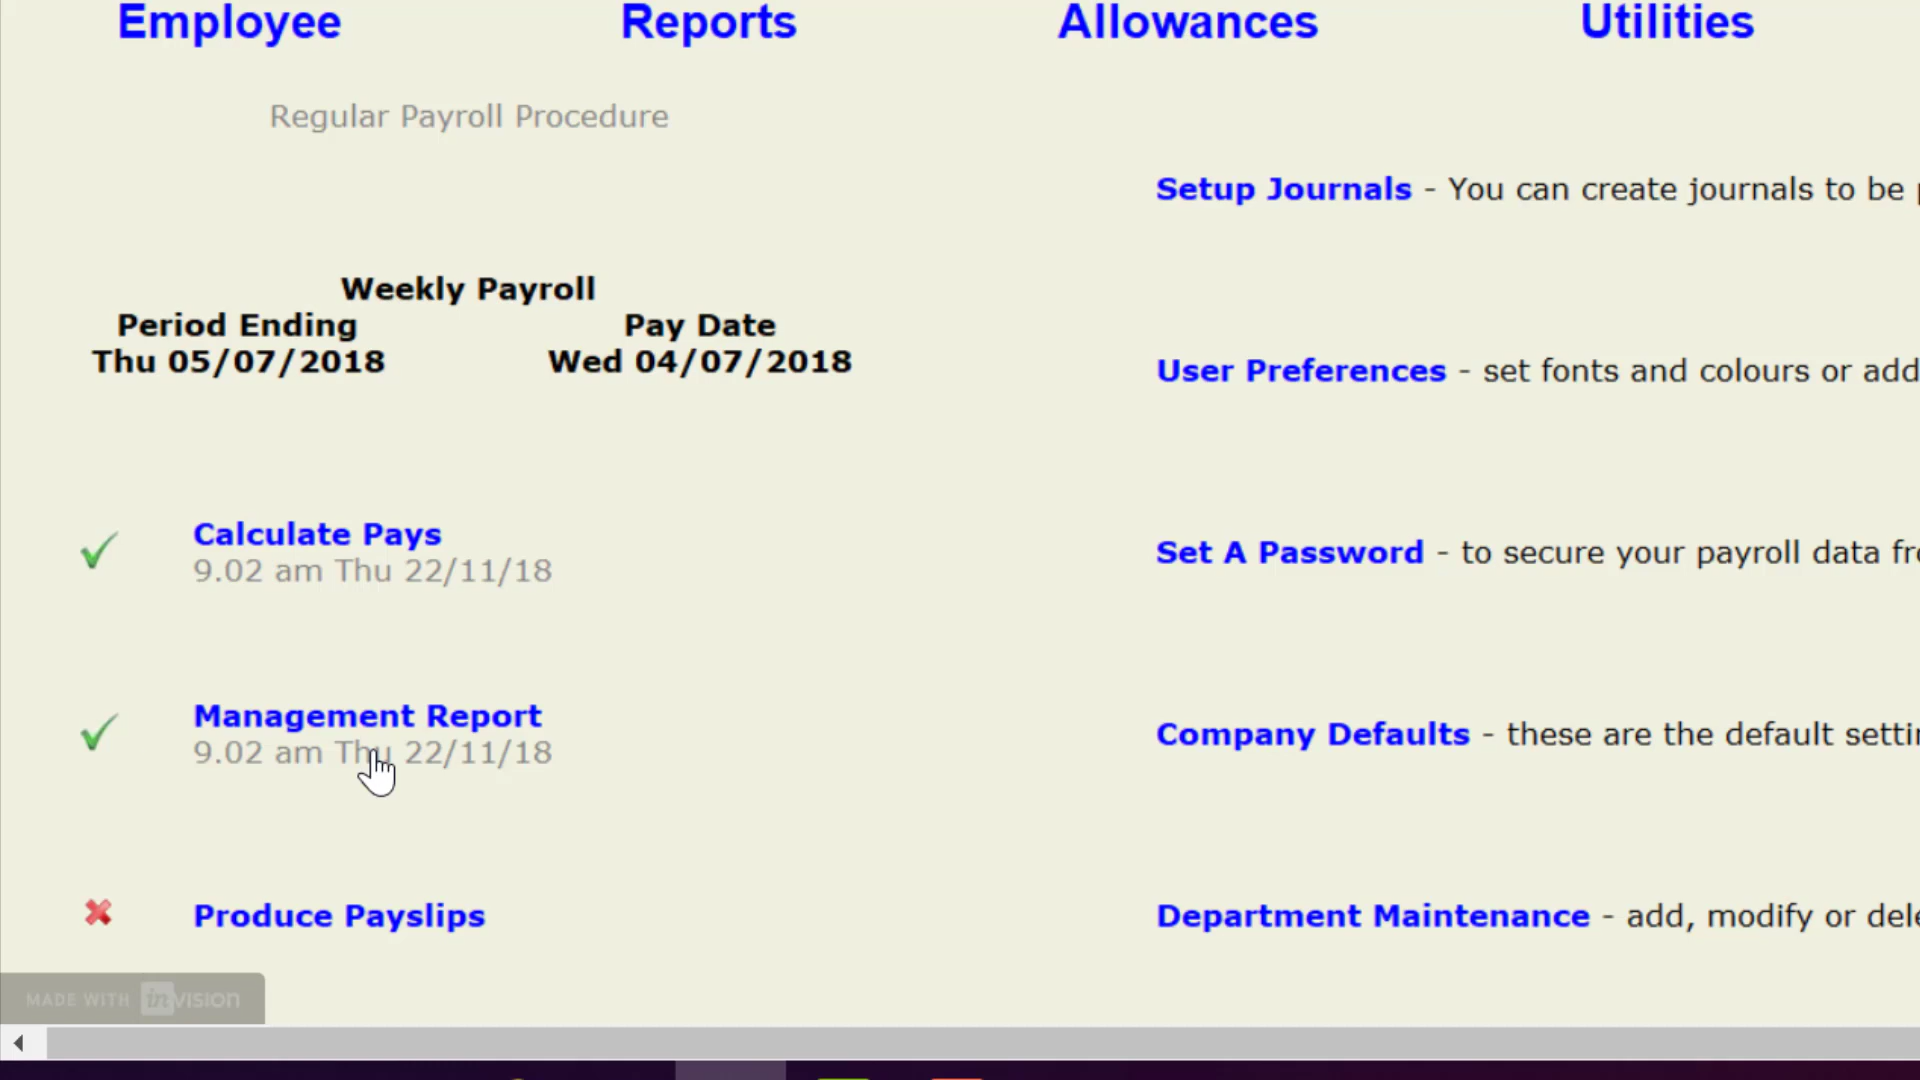 Employee Reports Allowances Utilities
Regular Payroll Procedure
Weekly Payroll
Period Ending Pay Date
Thu 05/07/2018 Wed 04/07/2018
Calculate Pays
9.02 am Thu 22/11/18
Management Report
9.02 am Thu 22/11/18
Produce Payslips
Setup Journals - You can create journals to be
User Preferences - set fonts and colours or add
Set A Password - to secure your payroll data
Company Defaults - these are the default
Department Maintenance - add, modify or
MADE WITH inVISION